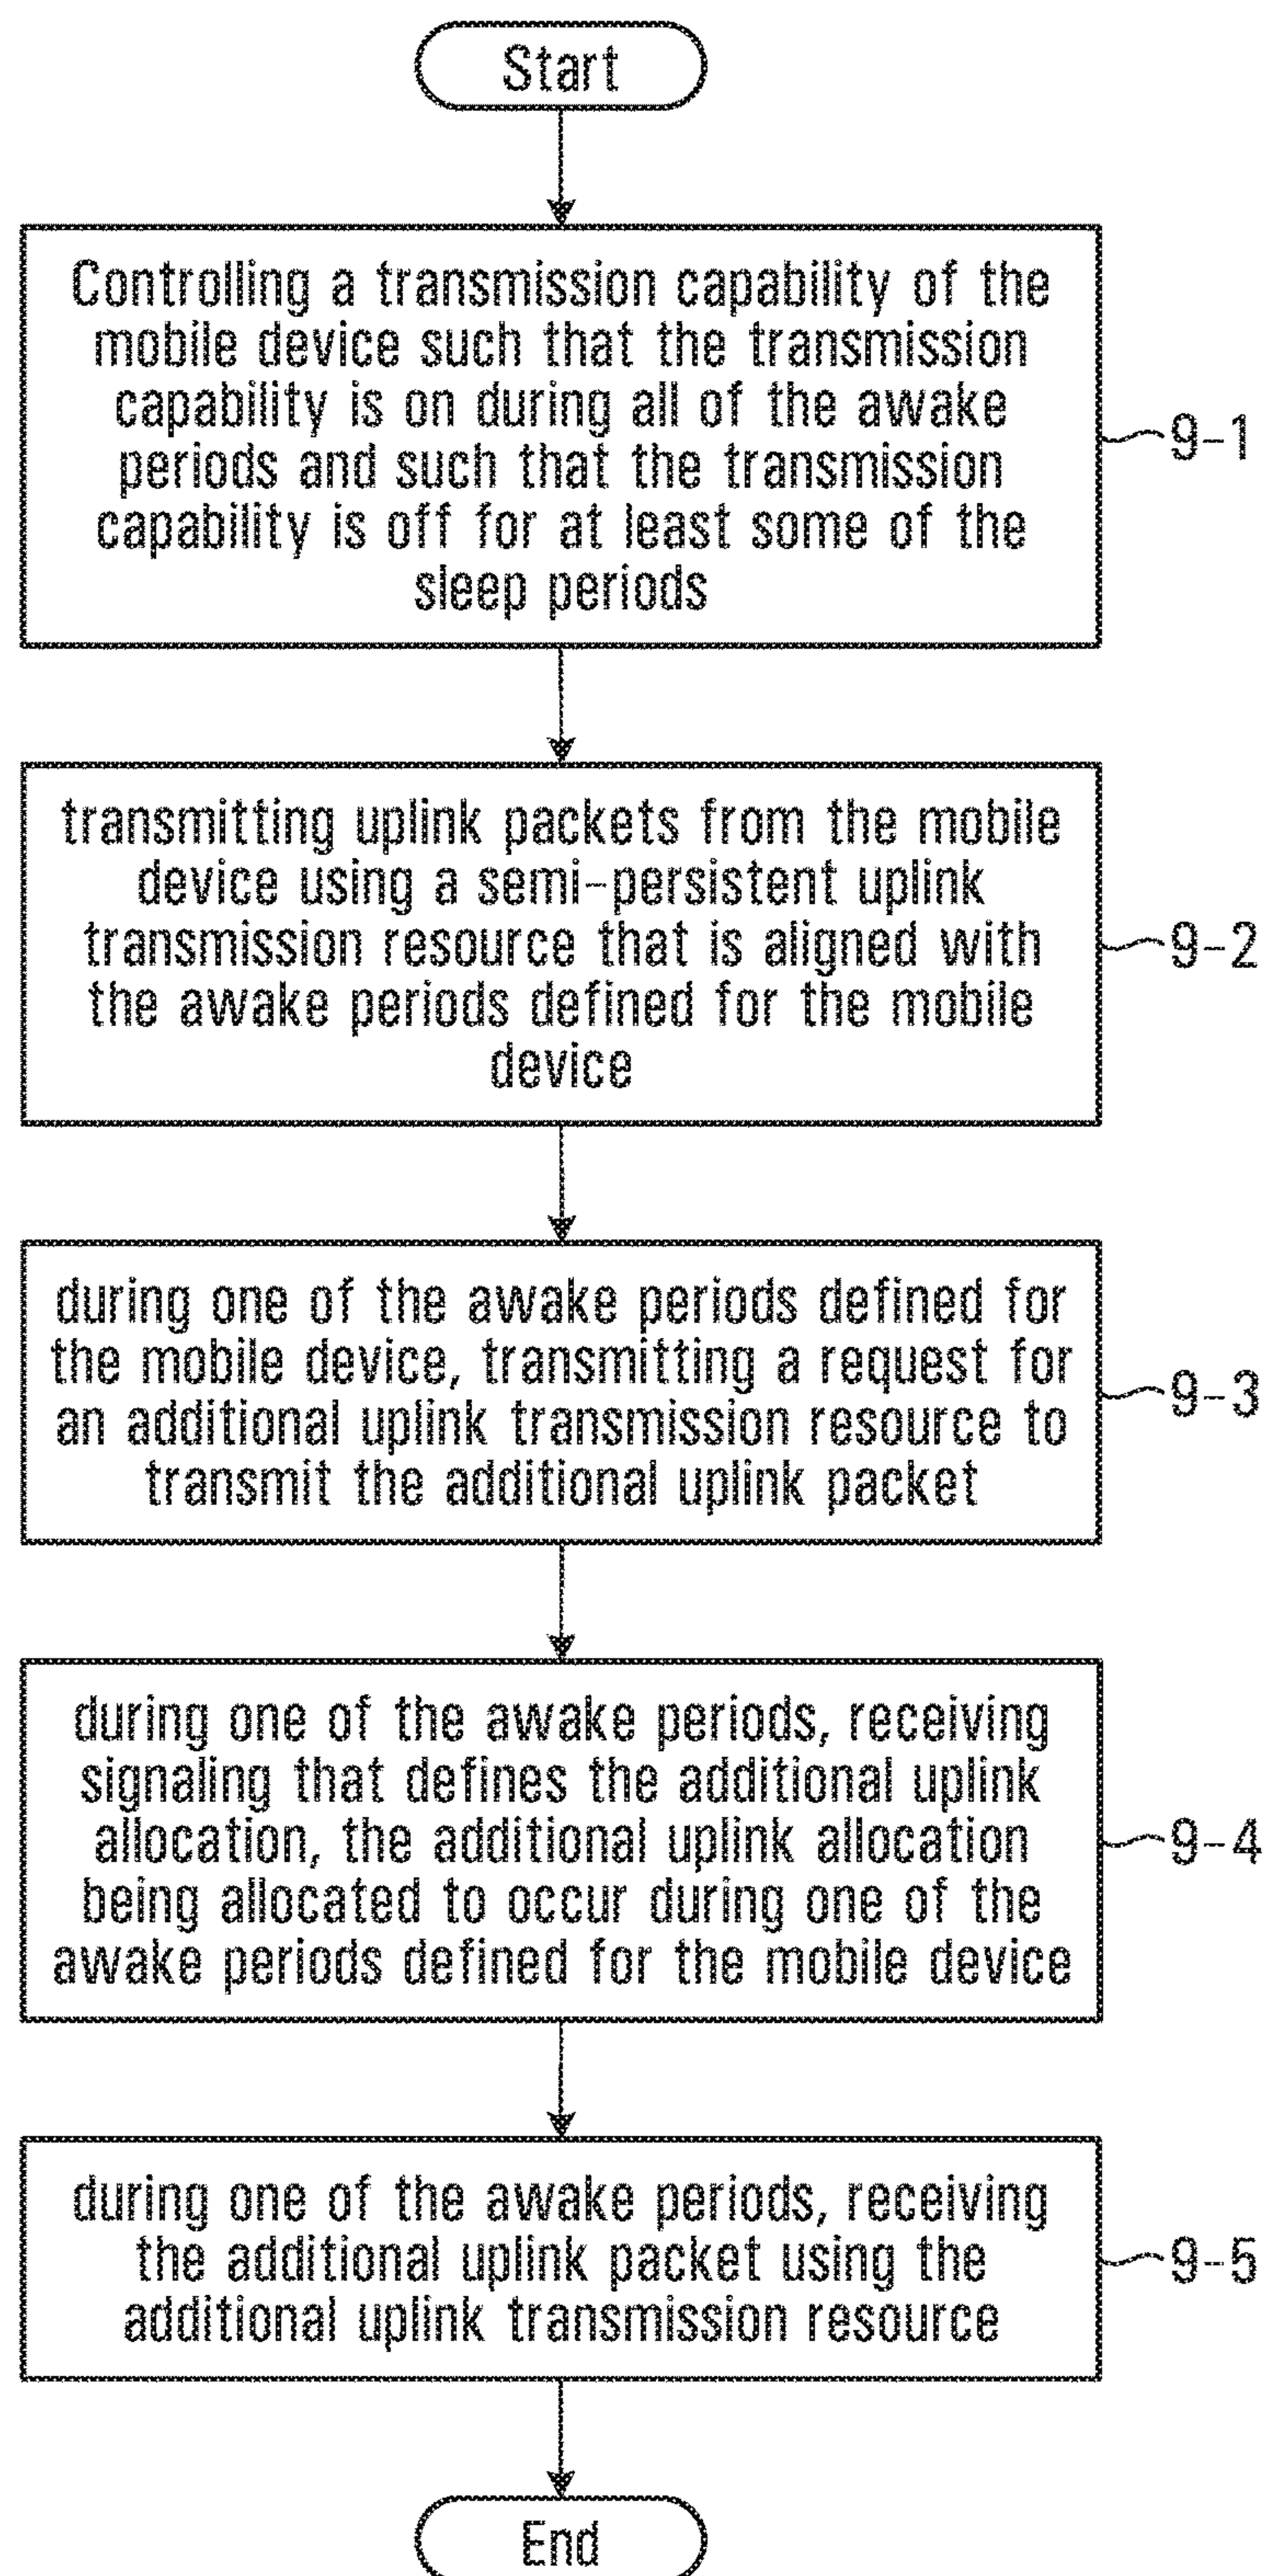 Start
Controlling a transmission capability of the
mobile device such that the transmission
capability is on during all of the awake
periods and such that the transmission
capability is off for at least some of the
sleep periods
9-1
transmitting uplink packets from the mobile
device using a semi-persistent uplink
transmission resource that is aligned with
the awake periods defined for the mobile
device
9-2
during one of the awake periods defined for
the mobile device, transmitting a request for
an additional uplink transmission resource to
transmit the additional uplink packet
9-3
during one of the awake periods, receiving
signaling that defines the additional uplink
allocation, the additional uplink allocation
being allocated to occur during one of the
awake periods defined for the mobile device
9-4
during one of the awake periods, receiving
the additional uplink packet using the
additional uplink transmission resource
9-5
End